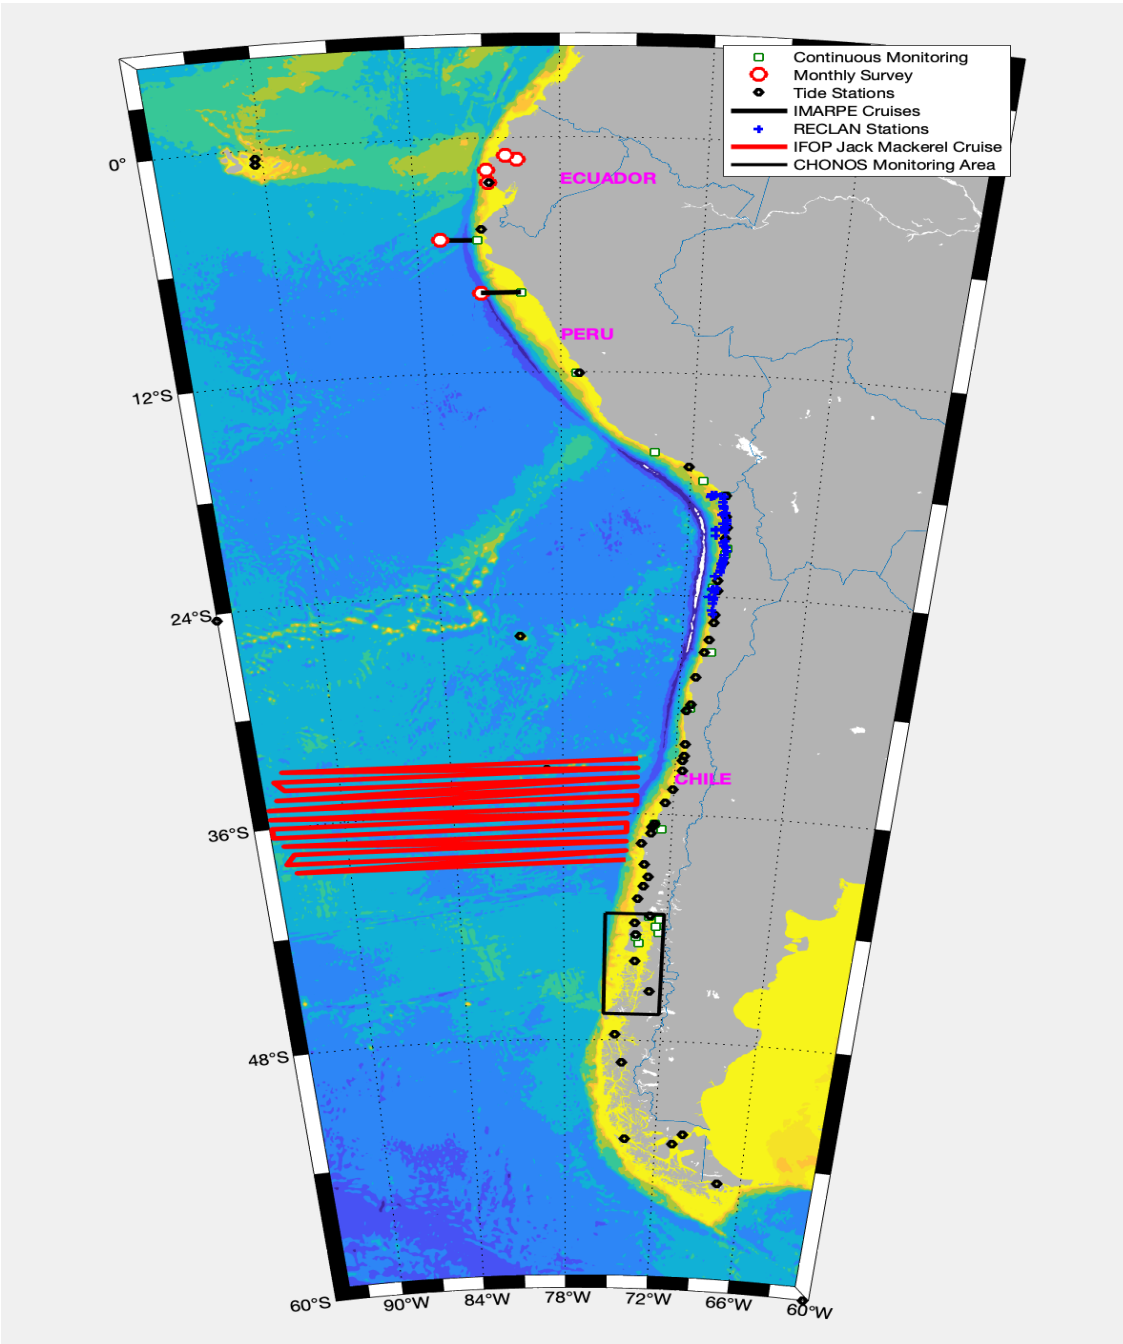 Continuous Monitoring
Monthly Survey
Tide Stations
IMARPE Cruises
RECLAN Stations
IFOP Jack Mackerel Cruise
CHONOS Monitoring Area
0°
ECUADOR
PERU
12°S
24°S
CHILE
36°S
48°S
60°S
90°W
84°W
78°W
72°W
66°W
60°W